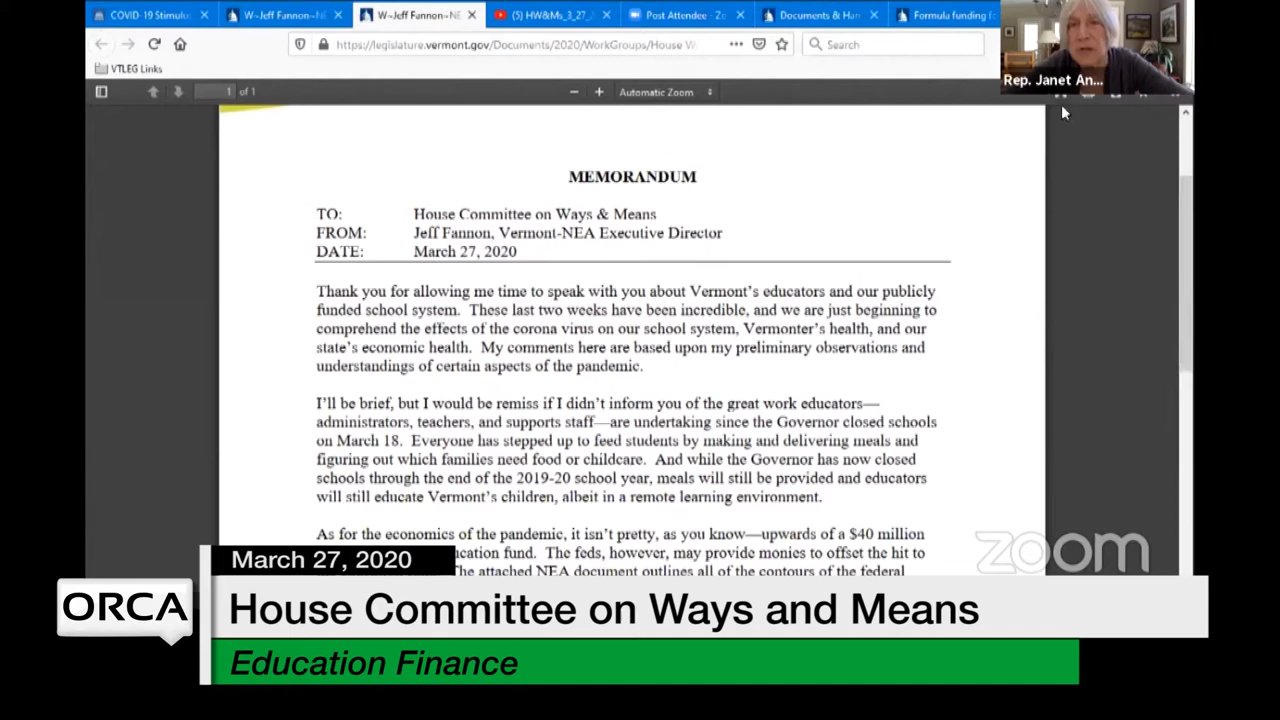 COVID-19 Stimulu
W~Jeff Fannon~NE
W~Jeff Fannon~NE
(5) HW&Ms_3_27_
Post Attendee - Zo
Documents & Han
Formula funding fo
https://legislature.vermont.gov/Documents/2020/WorkGroups/House W
Search
VTLEG Links
Rep. Janet An...
1 of 1
Automatic Zoom
MEMORANDUM
TO: House Committee on Ways & Means
FROM: Jeff Fannon, Vermont-NEA Executive Director
DATE: March 27, 2020
Thank you for allowing me time to speak with you about Vermont's educators and our publicly
funded school system. These last two weeks have been incredible, and we are just beginning to
comprehend the effects of the corona virus on our school system, Vermonter's health, and our
state's economic health. My comments here are based upon my preliminary observations and
understandings of certain aspects of the pandemic.
I'll be brief, but I would be remiss if I didn't inform you of the great work educators—
administrators, teachers, and supports staff—are undertaking since the Governor closed schools
on March 18. Everyone has stepped up to feed students by making and delivering meals and
figuring out which families need food or childcare. And while the Governor has now closed
schools through the end of the 2019-20 school year, meals will still be provided and educators
will still educate Vermont's children, albeit in a remote learning environment.
As for the economics of the pandemic, it isn't pretty, as you know—upwards of a $40 million
ucation fund. The feds, however, may provide monies to offset the hit to
The attached NEA document outlines all of the contours of the federal
zoom
March 27, 2020
ORCA
House Committee on Ways and Means
Education Finance